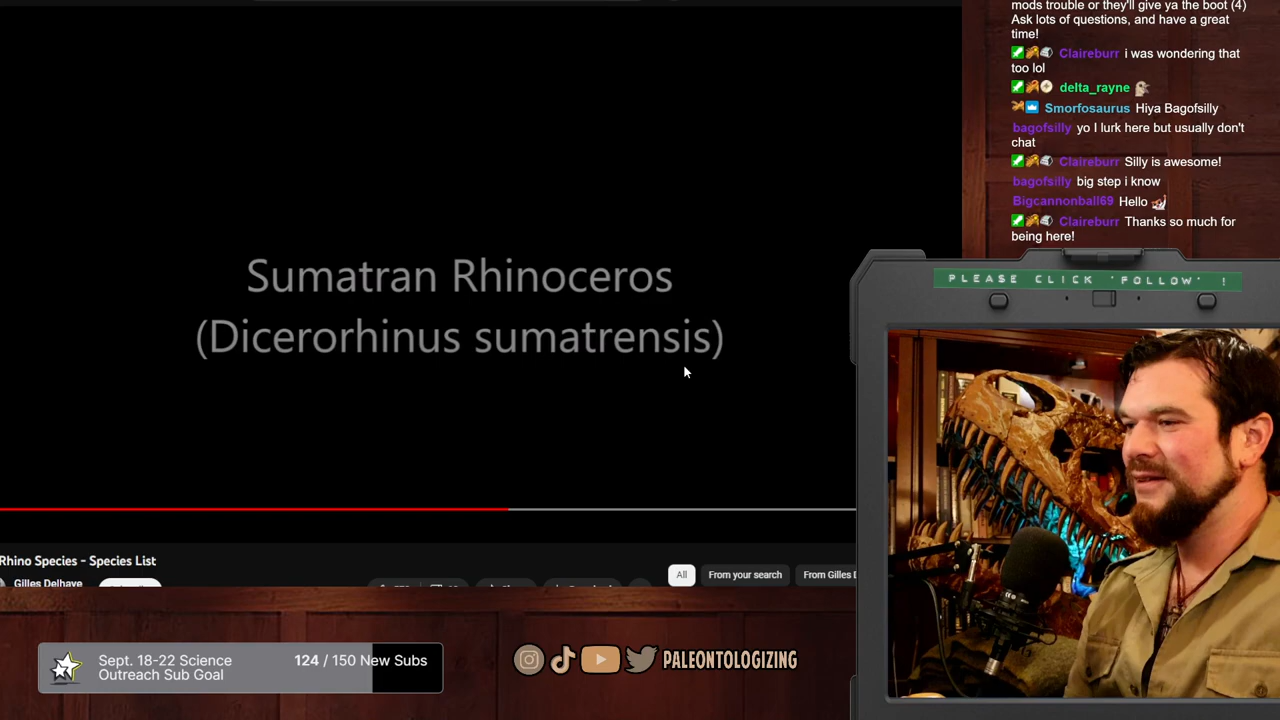 mods trouble or they'll give ya the boot (4)
Ask lots of questions, and have a great
time!
Claireburr i was wondering that
too lol
delta_rayne
Smorfosaurus Hiya Bagofsilly
bagofsilly yo I lurk here but usually don't
chat
Claireburr Silly is awesome!
bagofsilly big step i know
Bigcannonball69 Hello
Claireburr Thanks so much for
being here!
Sumatran Rhinoceros
(Dicerorhinus sumatrensis)
PLEASE CLICK 'FOLLOW' !
Rhino Species - Species List
Gilles Delhaye
All From your search From Gilles D
Sept. 18-22 Science
Outreach Sub Goal
124 / 150 New Subs
PALEONTOLOGIZING